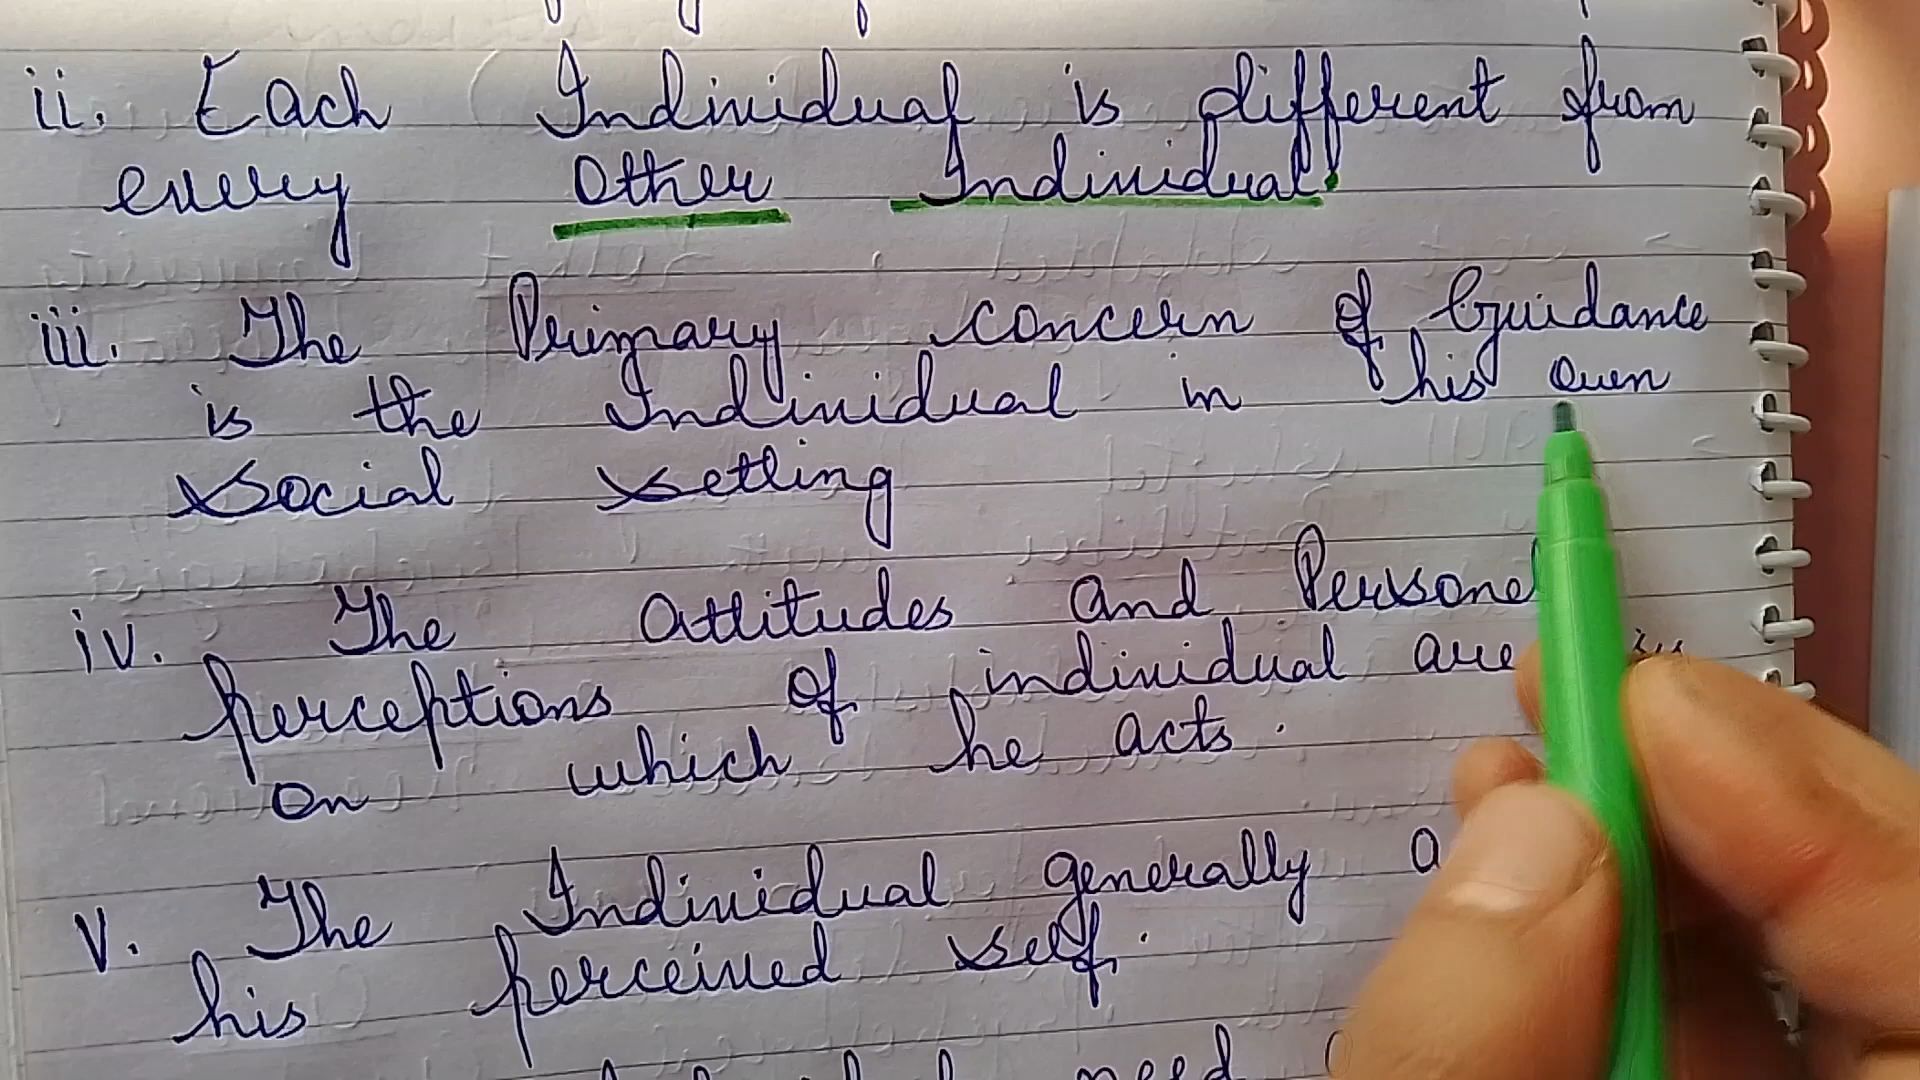 ii. Each Individual is different from
every Other Individual.
iii. The Primary concern of Guidance
is the Individual in his own
Social Setting
iv. The attitudes and
perceptions of individual are
on which he acts.
v. The Individual generally
his perceived self.
need